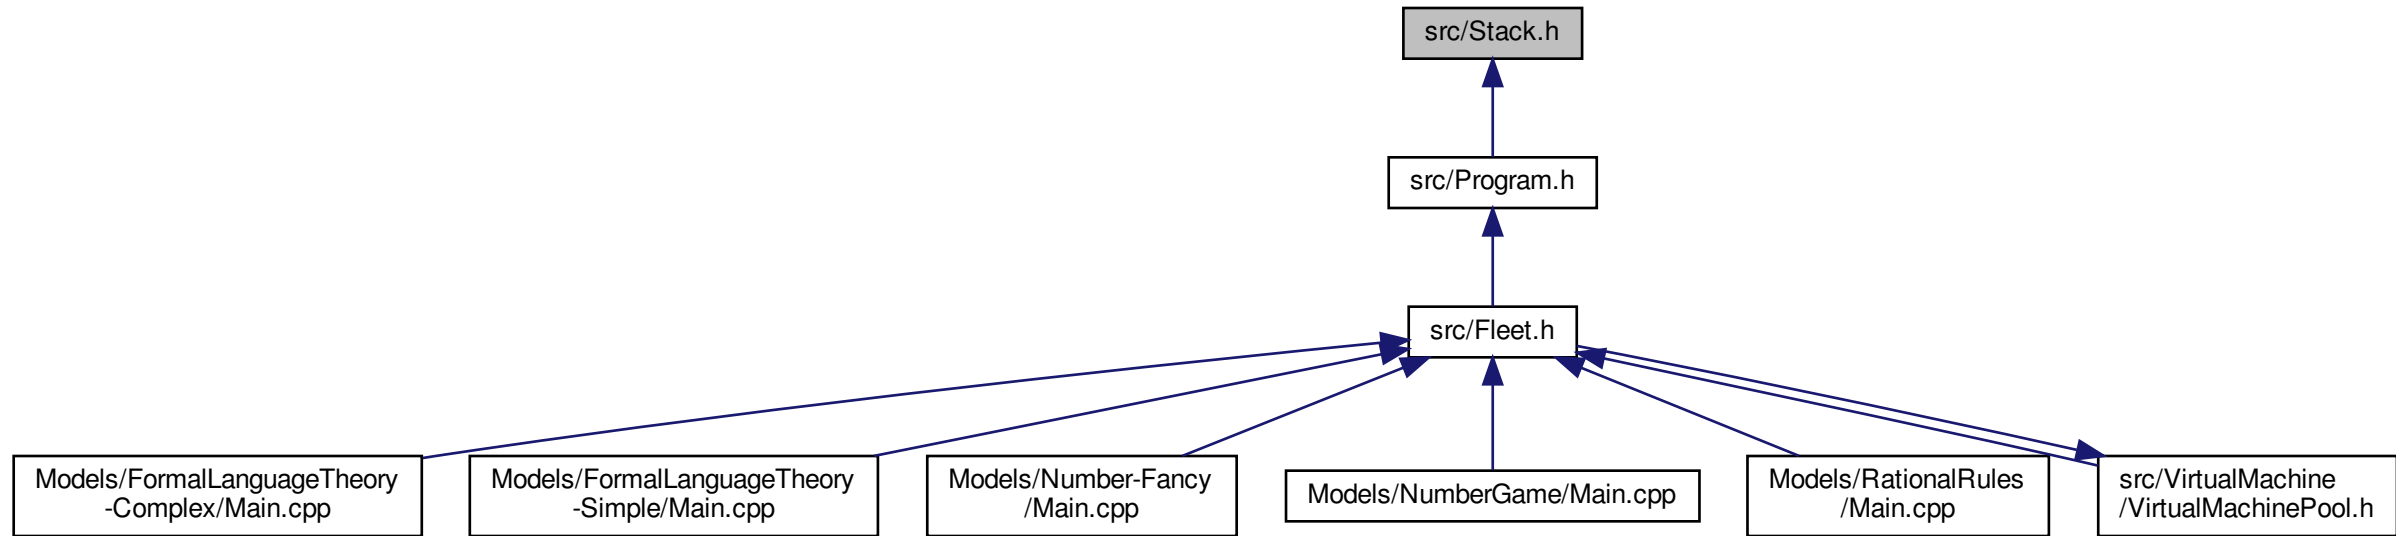 src/Stack.h
src/Program.h
src/Fleet.h
Models/FormalLanguageTheory
-Complex/Main.cpp
Models/FormalLanguageTheory
-Simple/Main.cpp
Models/Number-Fancy
/Main.cpp
Models/NumberGame/Main.cpp
Models/RationalRules
/Main.cpp
src/VirtualMachine
/VirtualMachinePool.h